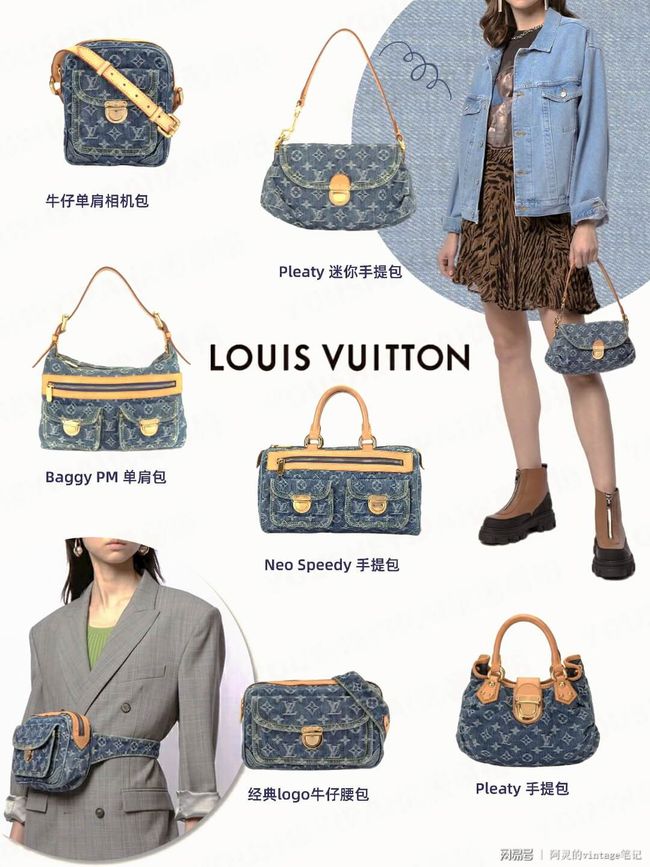 牛仔单肩相机包
Pleaty 迷你手提包
LOUIS VUITTON
Baggy PM 单肩包
Neo Speedy 手提包
经典logo牛仔腰包
Pleaty 手提包
网易号 | 阿灵的vintage笔记